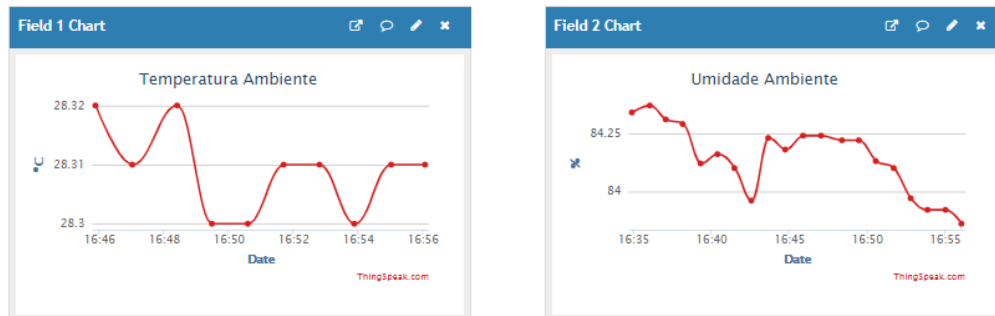 Field 1 Chart
Temperatura Ambiente
28.32
28.31
28.3
°C
16:46 16:48 16:50 16:52 16:54 16:56
Date
ThingSpeak.com
Field 2 Chart
Umidade Ambiente
84.25
84
%
16:35 16:40 16:45 16:50 16:55
Date
ThingSpeak.com